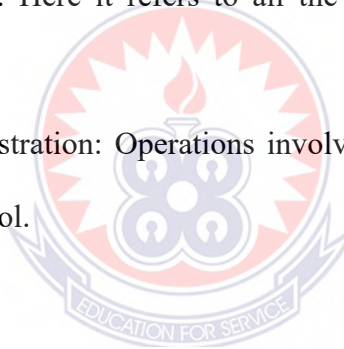 . Here it refers to all the
stration: Operations involv
ol.
EDUCATION FOR SERVICE